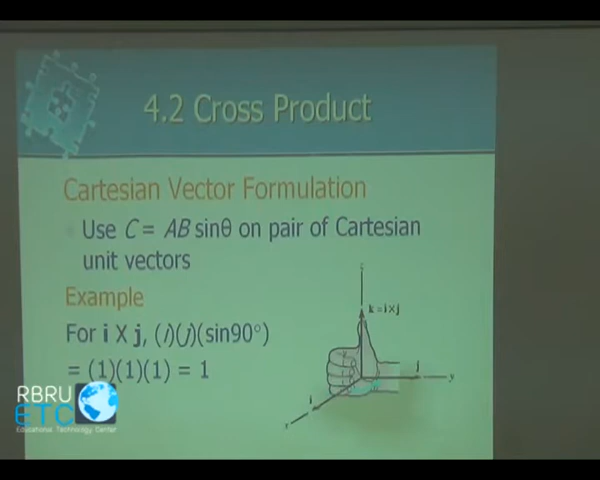 4.2 Cross Product
Cartesian Vector Formulation
Use C = AB sinθ on pair of Cartesian
unit vectors
Example
For i X j, (i)(j)(sin90°)
= (1)(1)(1) = 1
z
k = i X j
j
y
i
x
RBRU
ETC
Educational Technology Center